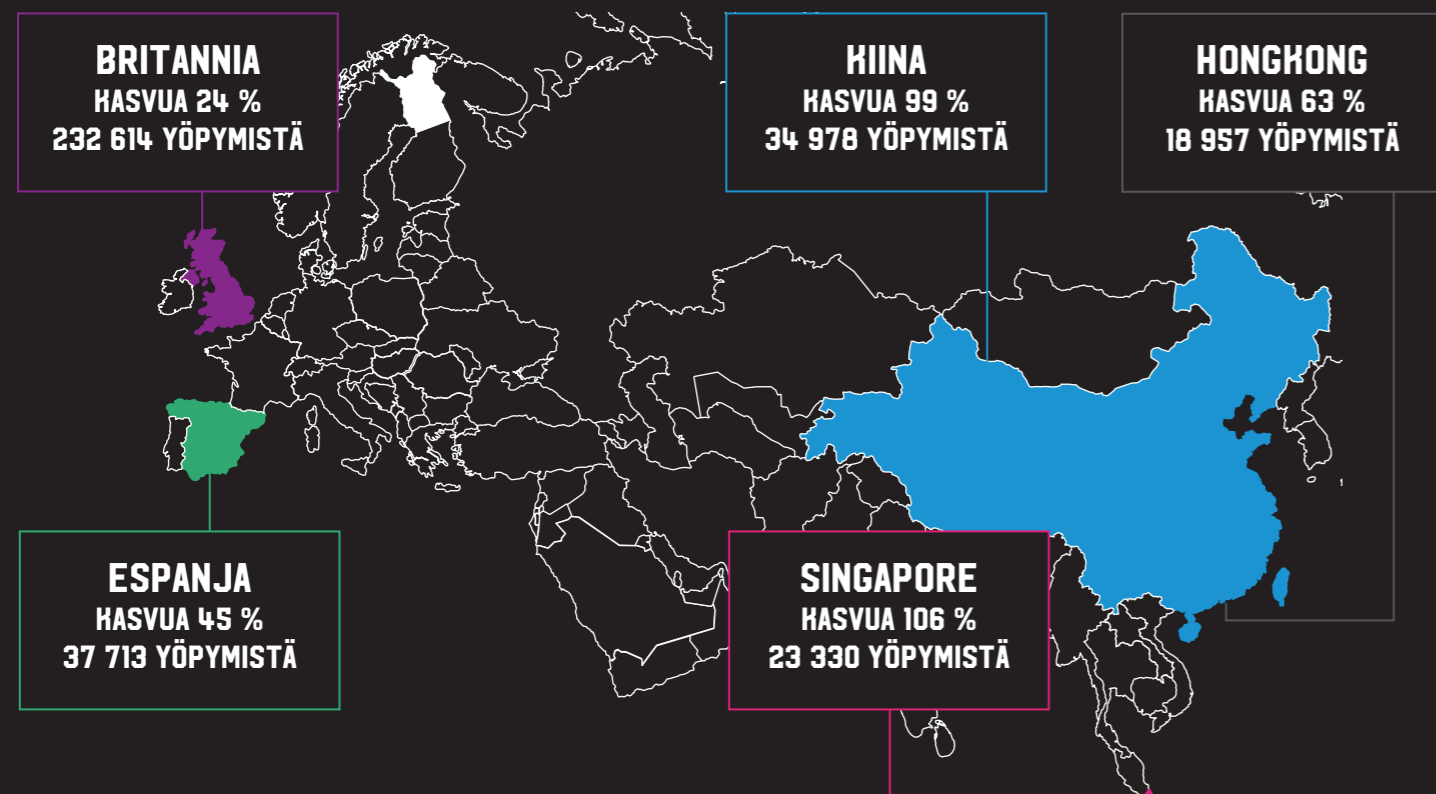 BRITANNIA
KASVUA 24 %
232 614 YÖPYMISTÄ
KIINA
KASVUA 99 %
34 978 YÖPYMISTÄ
HONGKONG
KASVUA 63 %
18 957 YÖPYMISTÄ
ESPANJA
KASVUA 45 %
37 713 YÖPYMISTÄ
SINGAPORE
KASVUA 106 %
23 330 YÖPYMISTÄ